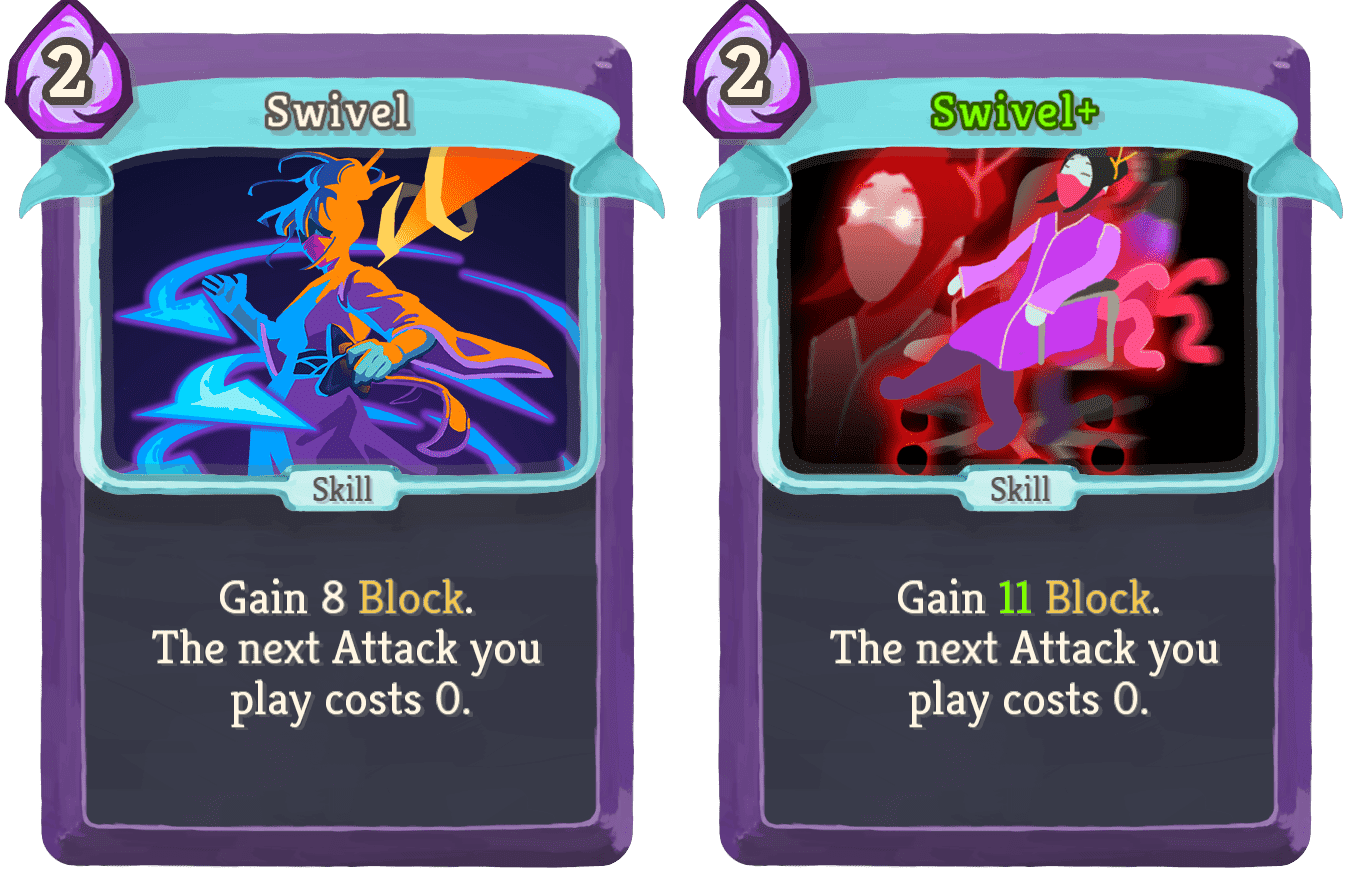 2
Swivel
Skill
Gain 8 Block.
The next Attack you
play costs 0.
2
Swivel+
Skill
Gain 11 Block.
The next Attack you
play costs 0.